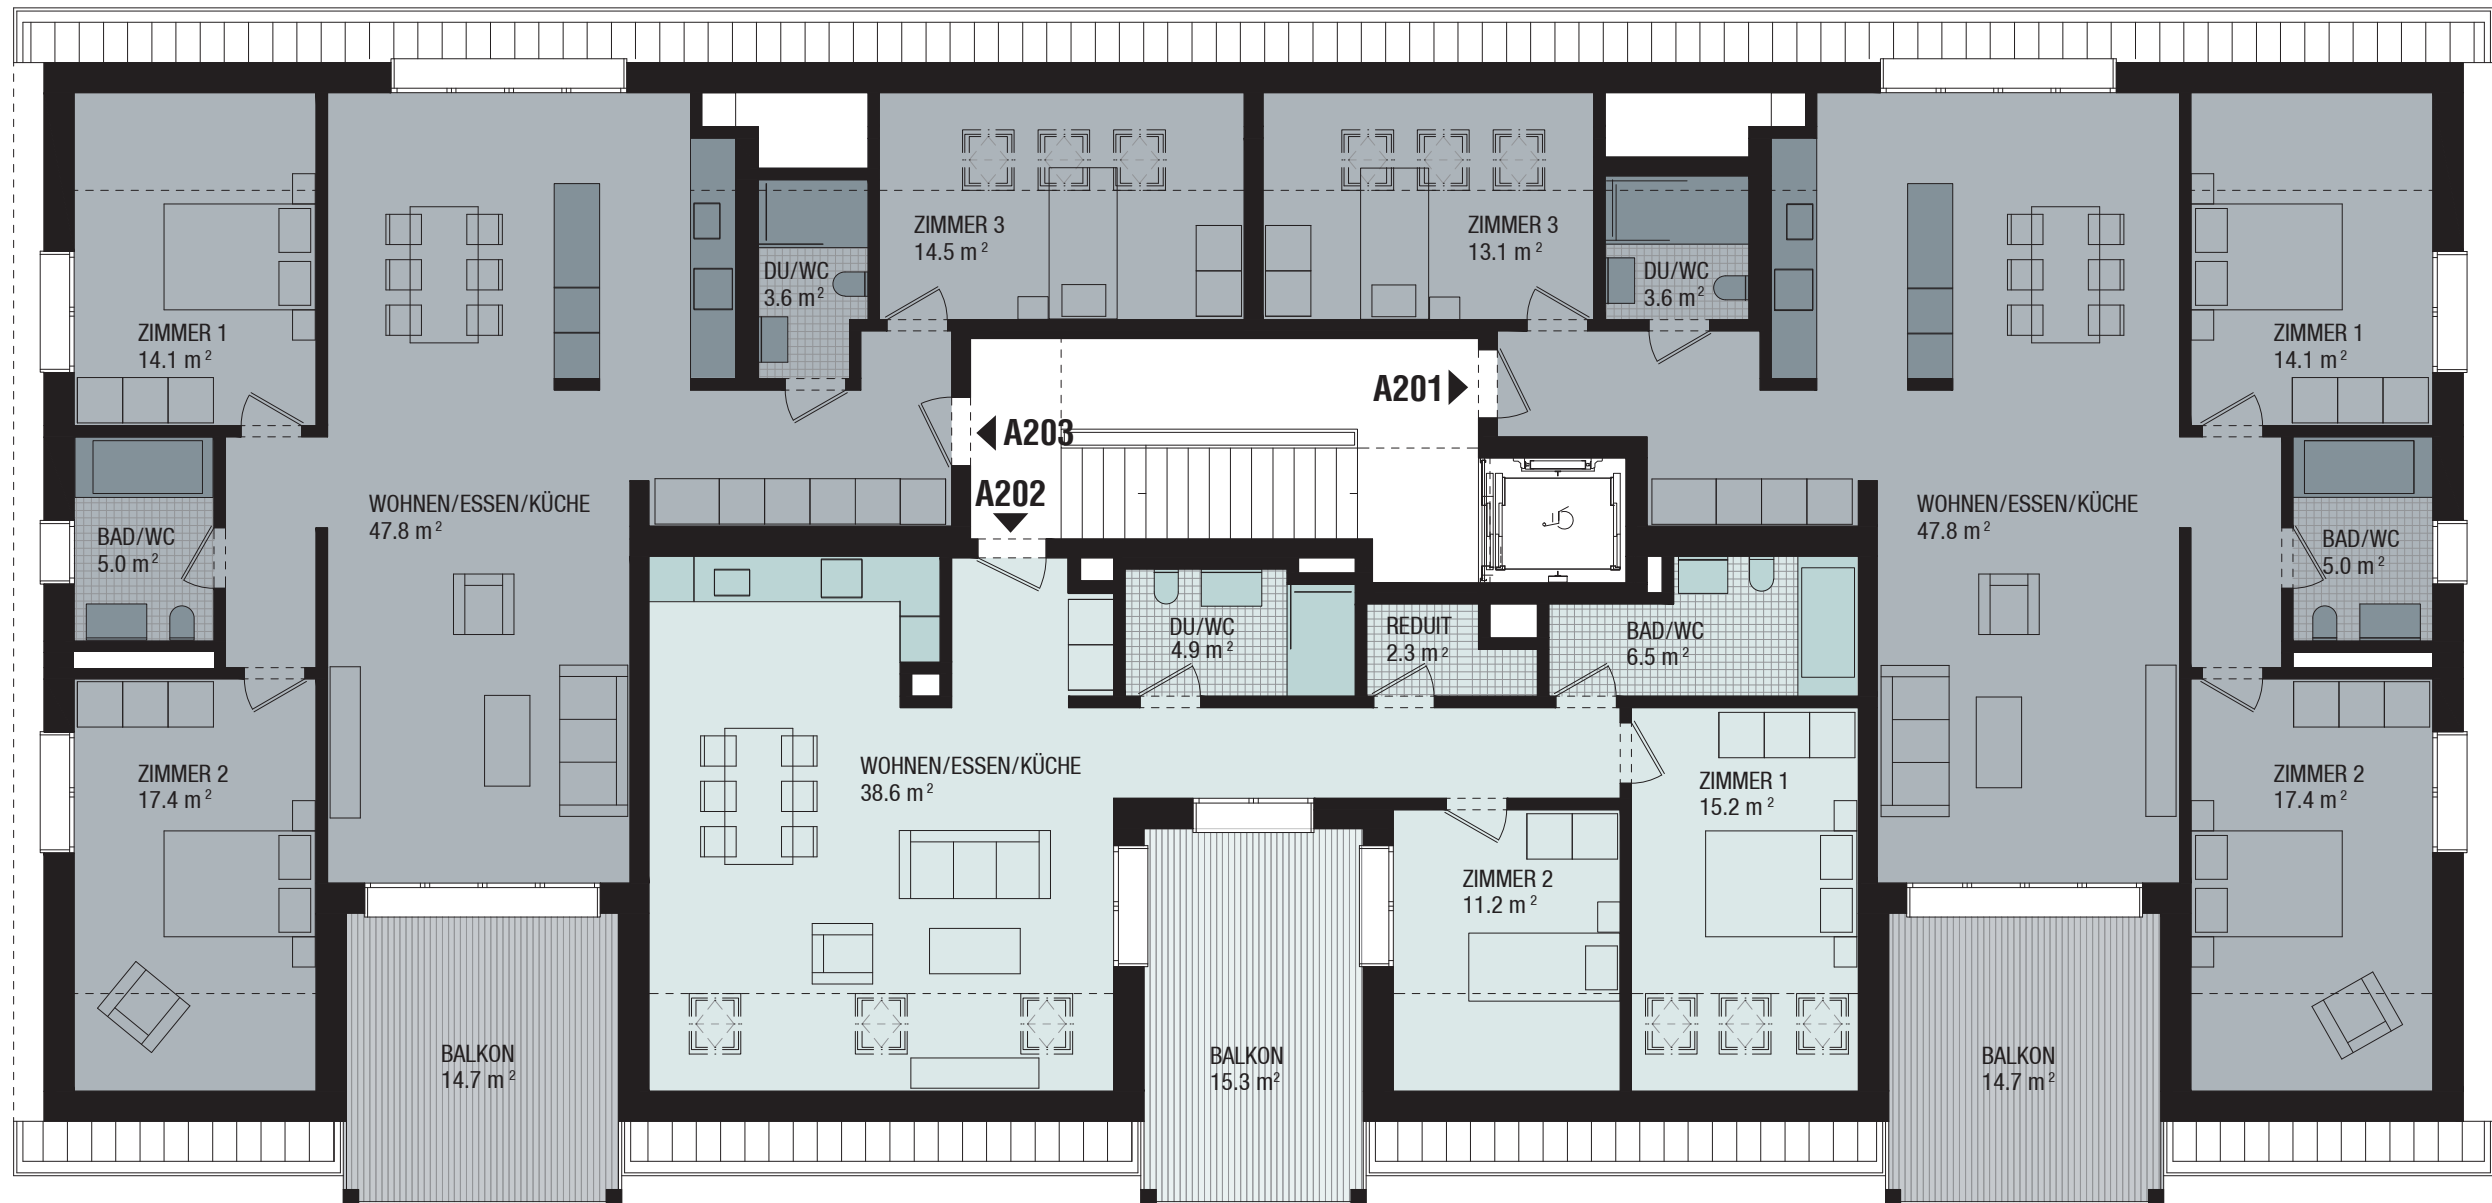 ZIMMER 1
14.1 m²
BAD/WC
5.0 m²
ZIMMER 2
17.4 m²
WOHNEN/ESSEN/KÜCHE
47.8 m²
BALKON
14.7 m²
DU/WC
3.6 m²
ZIMMER 3
14.5 m²
A203
A202
A201
WOHNEN/ESSEN/KÜCHE
38.6 m²
DU/WC
4.9 m²
REDUIT
2.3 m²
BAD/WC
6.5 m²
ZIMMER 1
15.2 m²
ZIMMER 2
11.2 m²
BALKON
15.3 m²
ZIMMER 3
13.1 m²
DU/WC
3.6 m²
WOHNEN/ESSEN/KÜCHE
47.8 m²
ZIMMER 1
14.1 m²
BAD/WC
5.0 m²
ZIMMER 2
17.4 m²
BALKON
14.7 m²